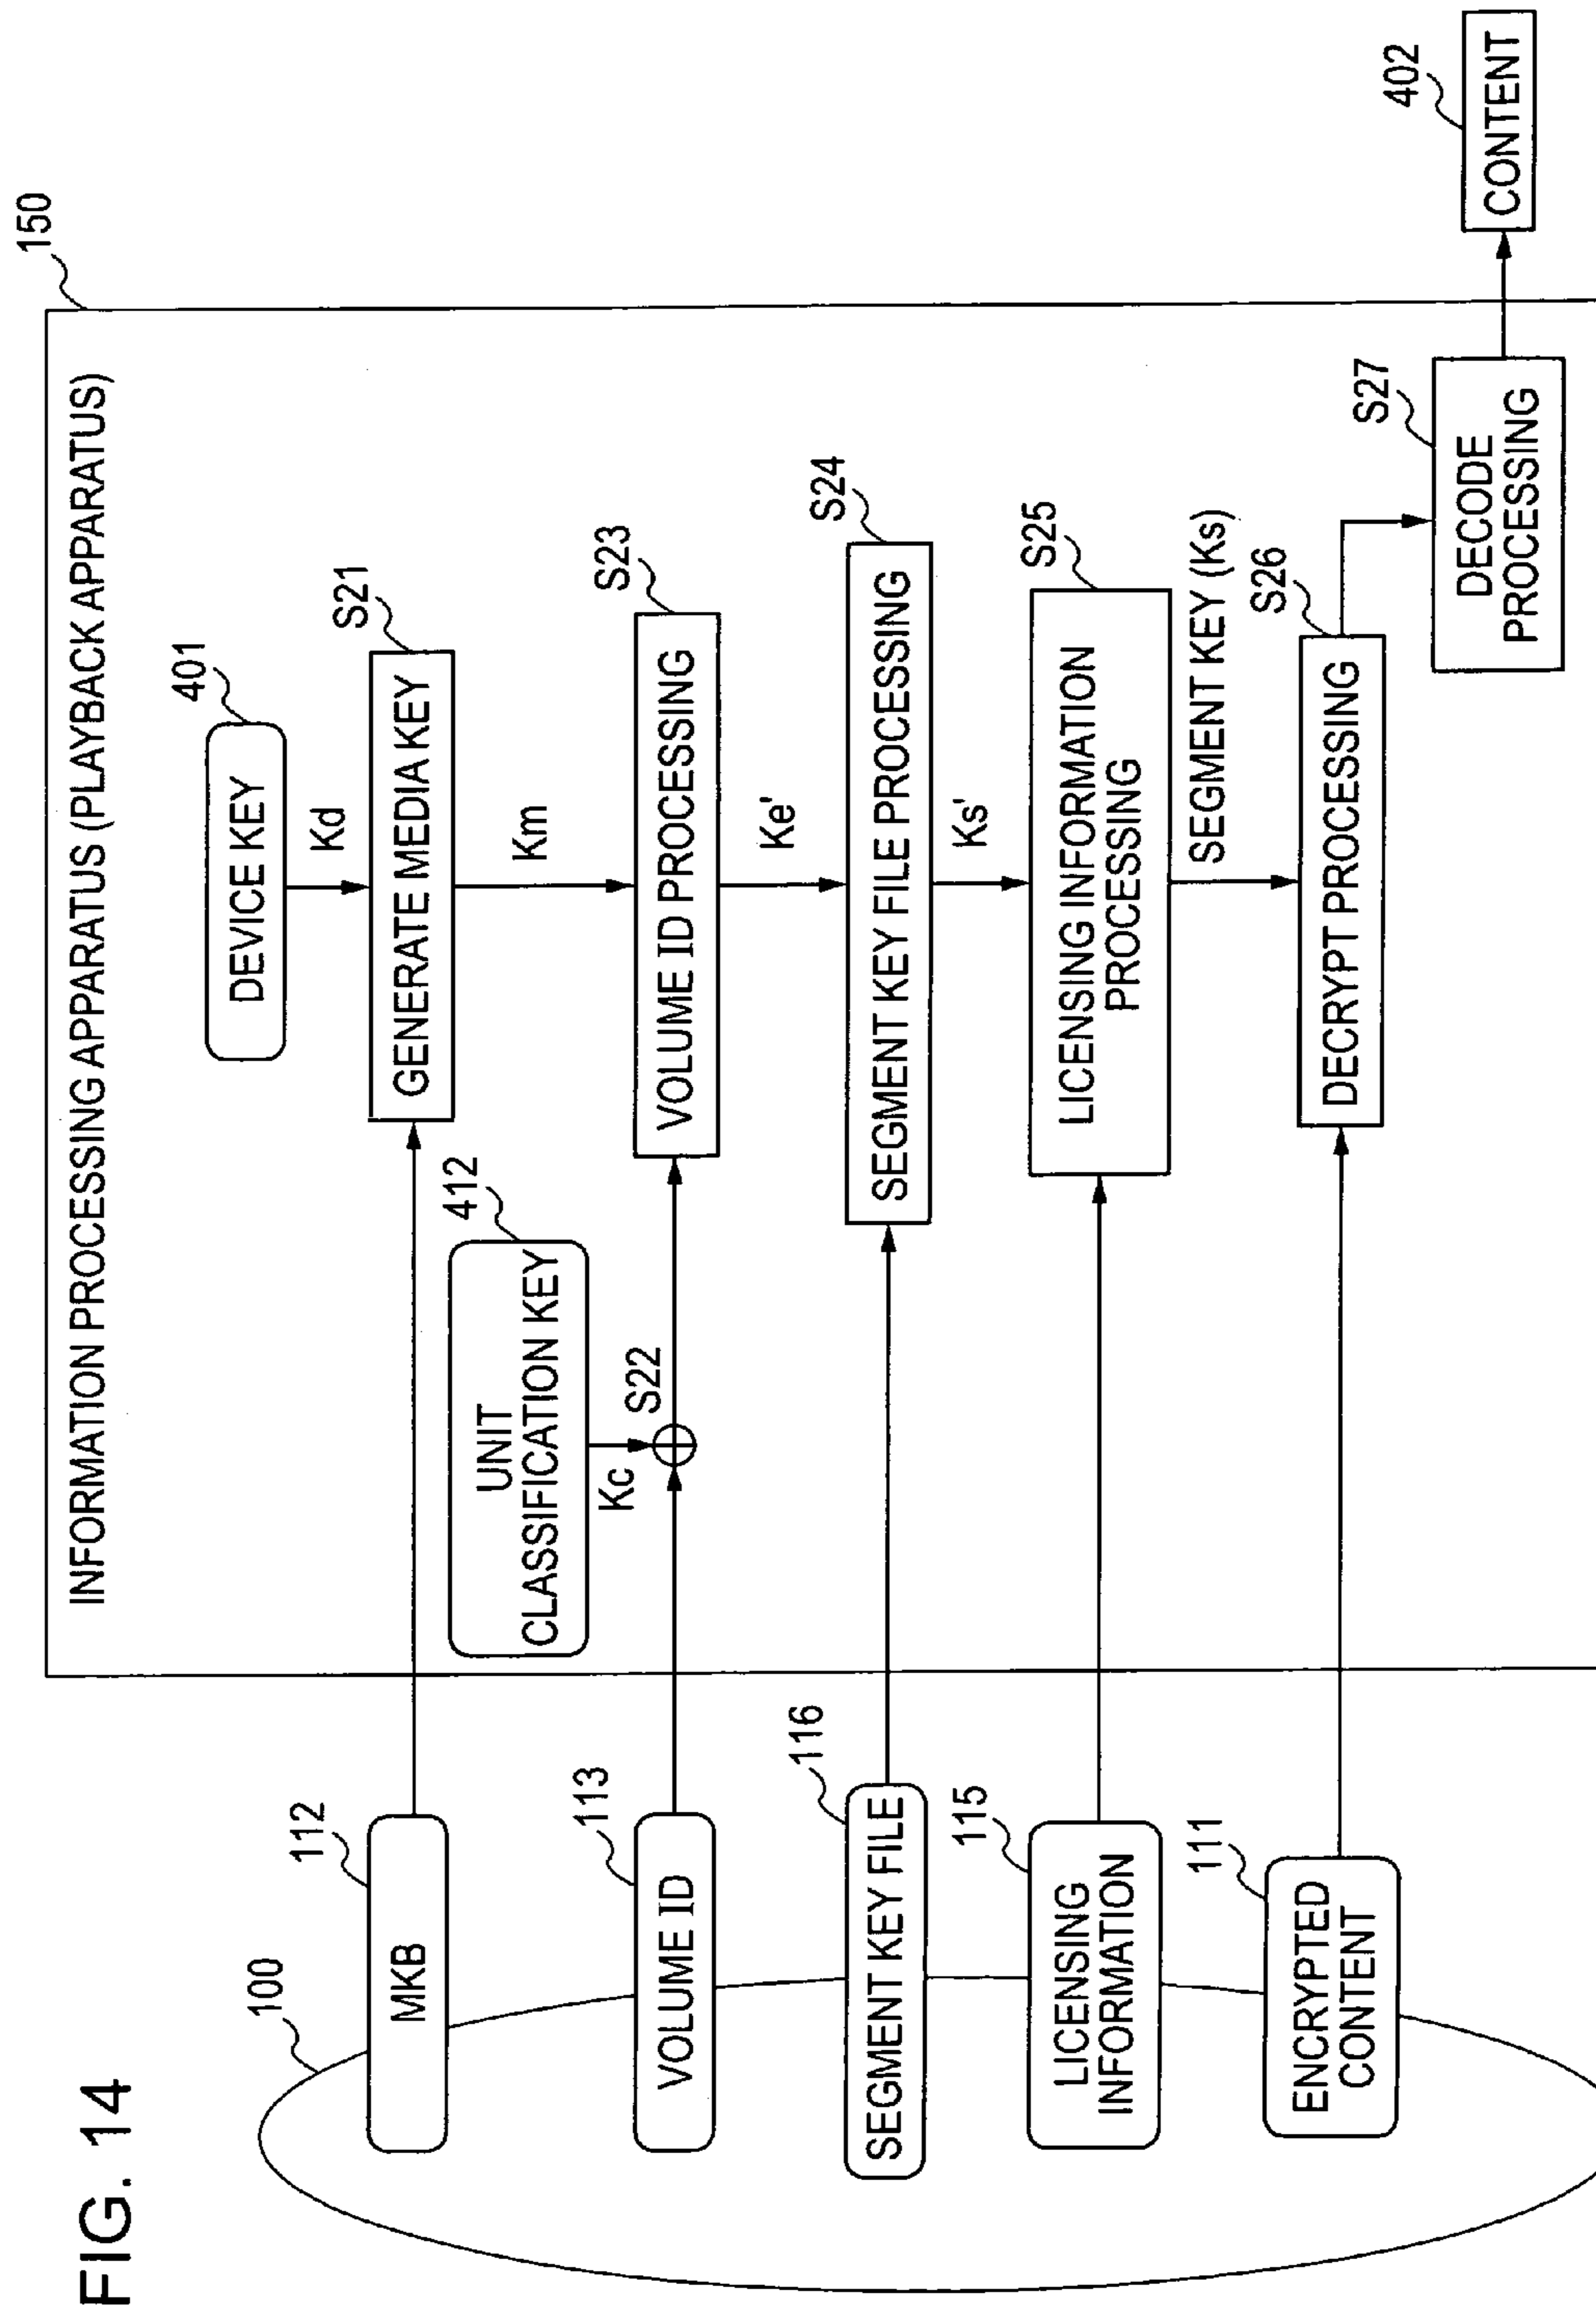 FIG. 14
150
INFORMATION PROCESSING APPARATUS (PLAYBACK APPARATUS)
100
401
DEVICE KEY
Kd
112
MKB
S21
GENERATE MEDIA KEY
Km
412
UNIT
CLASSIFICATION KEY
Kc
S22
113
VOLUME ID
S23
VOLUME ID PROCESSING
Ke'
116
SEGMENT KEY FILE
S24
SEGMENT KEY FILE PROCESSING
Ks'
115
LICENSING
INFORMATION
S25
LICENSING INFORMATION
PROCESSING
SEGMENT KEY (Ks)
111
ENCRYPTED
CONTENT
S26
DECRYPT PROCESSING
S27
DECODE
PROCESSING
402
CONTENT